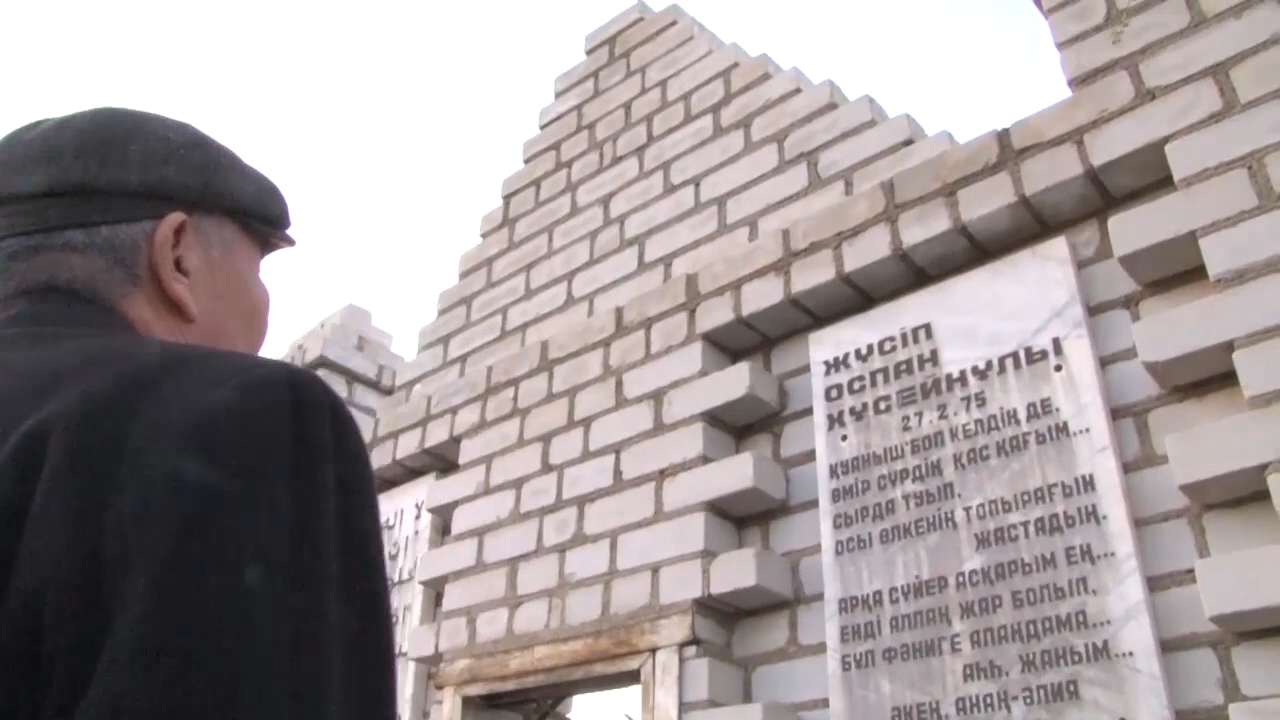 ЖҮСІП
ОСПАН
ХҮСЕЙНҰЛЫ
27.2.75
ҚУАНЫШ БОП КЕЛДІҢ ДЕ,
ӨМІР СҮРДІҢ ҚАС ҚАҒЫМ...
СЫРДА ТУЫП,
ОСЫ ӨЛКЕНІҢ ТОПЫРАҒЫН
ЖАСТАДЫҢ.
АРҚА СҮЙЕР АСҚАРЫМ ЕҢ...
ЕНДІ АЛЛАҢ ЖАР БОЛЫП,
БҰЛ ФӘНИГЕ АЛАҢДАМА...
АҺҺ, ЖАНЫМ...
ӘКЕҢ, АНАҢ-ӘЛИЯ